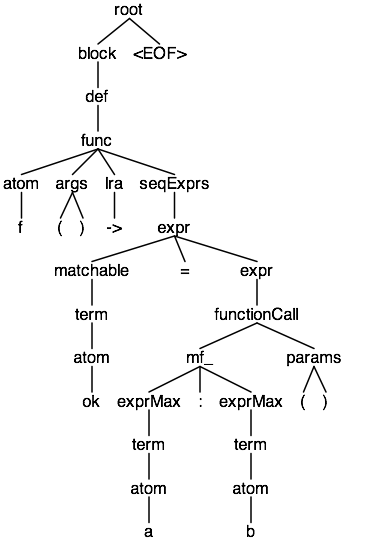 root
block <EOF>
def
func
atom args lra seqExprs
f ( ) -> expr
matchable = expr
term functionCall
atom mf_ params
ok exprMax : exprMax ( )
term term
atom atom
a b